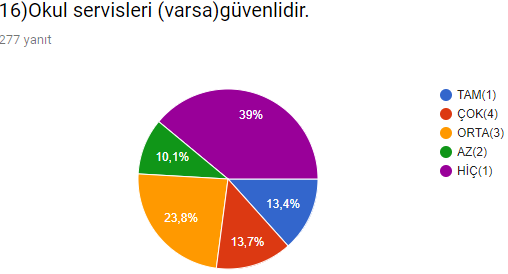 16)Okul servisleri (varsa)güvenlidir.
277 yanıt
TAM(1)
ÇOK(4)
ORTA(3)
AZ(2)
HİÇ(1)
39%
10,1%
23,8%
13,7%
13,4%